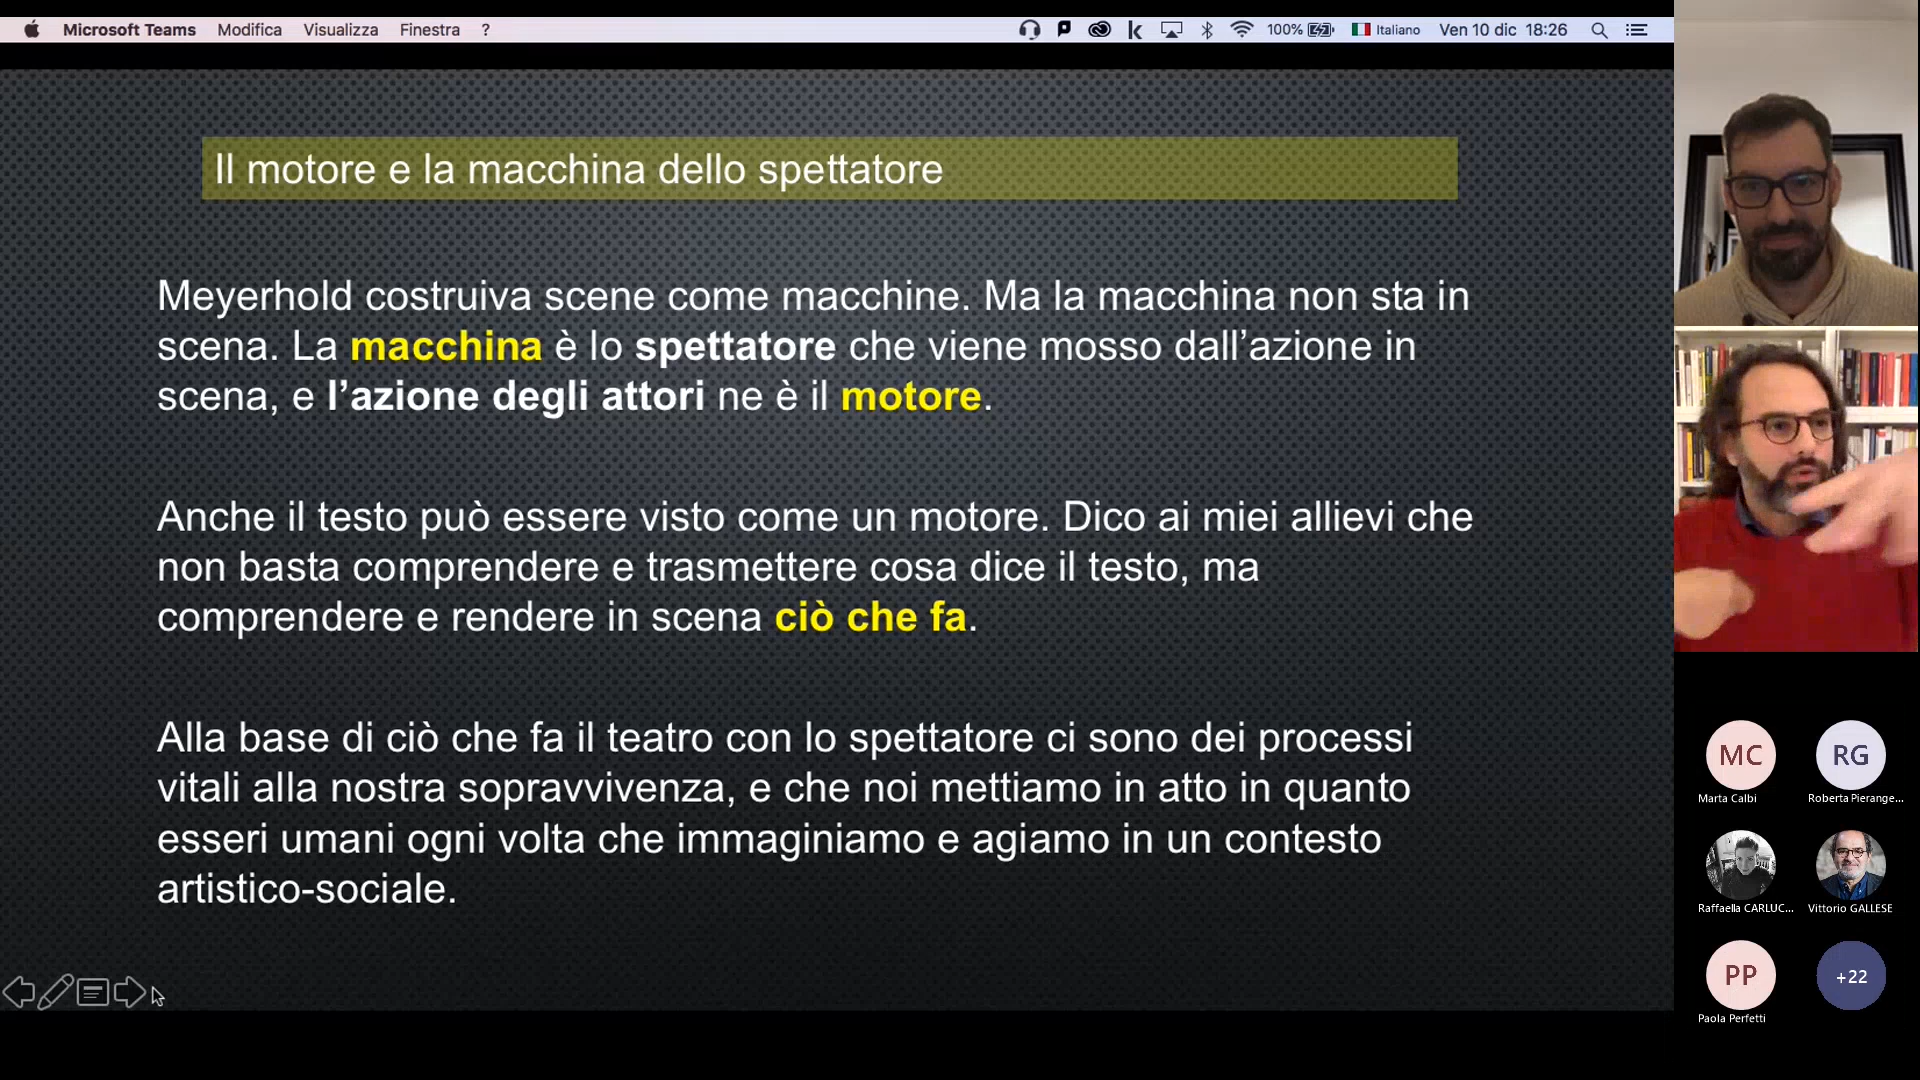 Microsoft Teams Modifica Visualizza Finestra ?
100% Italiano Ven 10 dic 18:26
Il motore e la macchina dello spettatore
Meyerhold costruiva scene come macchine. Ma la macchina non sta in
scena. La macchina è lo spettatore che viene mosso dall’azione in
scena, e l’azione degli attori ne è il motore.
Anche il testo può essere visto come un motore. Dico ai miei allievi che
non basta comprendere e trasmettere cosa dice il testo, ma
comprendere e rendere in scena ciò che fa.
Alla base di ciò che fa il teatro con lo spettatore ci sono dei processi
vitali alla nostra sopravvivenza, e che noi mettiamo in atto in quanto
esseri umani ogni volta che immaginiamo e agiamo in un contesto
artistico-sociale.
MC RG
Marta Calbi Roberta Pierange...
Raffaella CARLUC... Vittorio GALLESE
PP +22
Paola Perfetti